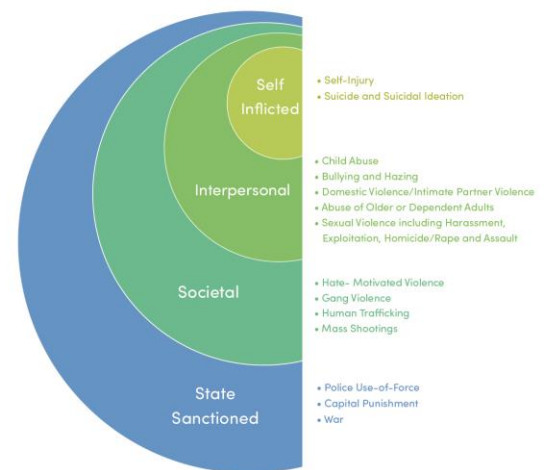 Self
Inflicted
• Self-Injury
• Suicide and Suicidal Ideation
Interpersonal
• Child Abuse
• Bullying and Hazing
• Domestic Violence/Intimate Partner Violence
• Abuse of Older or Dependent Adults
• Sexual Violence including Harassment,
Exploitation, Homicide/Rape and Assault
Societal
• Hate- Motivated Violence
• Gang Violence
• Human Trafficking
• Mass Shootings
State
Sanctioned
• Police Use-of-Force
• Capital Punishment
• War